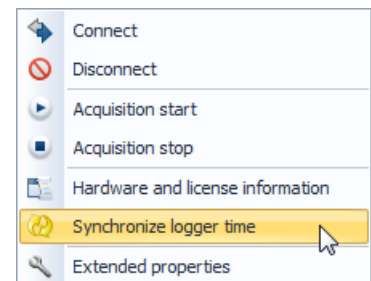 Connect
Disconnect
Acquisition start
Acquisition stop
Hardware and license information
Synchronize logger time
Extended properties